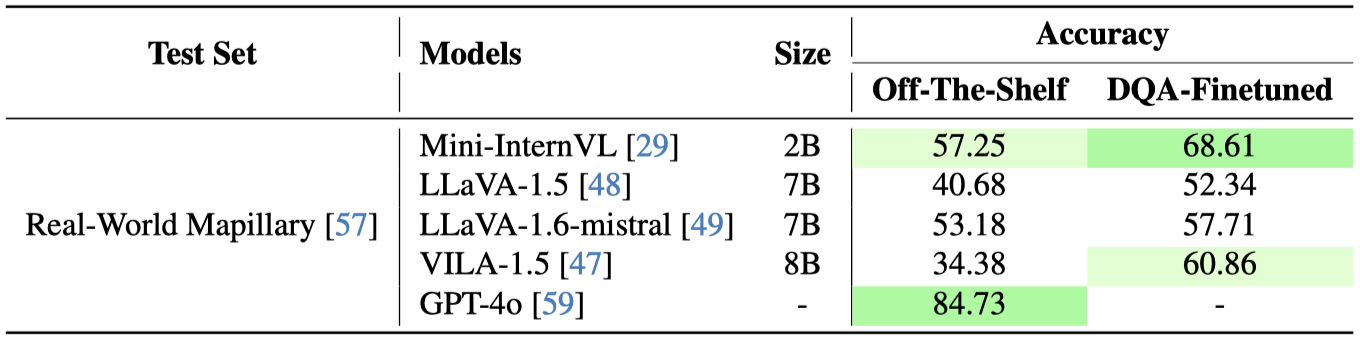 Test Set Models Size Accuracy
Off-The-Shelf DQA-Finetuned
Mini-InternVL [29] 2B 57.25 68.61
LLaVA-1.5 [48] 7B 40.68 52.34
Real-World Mapillary [57] LLaVA-1.6-mistral [49] 7B 53.18 57.71
VILA-1.5 [47] 8B 34.38 60.86
GPT-4o [59] - 84.73 -